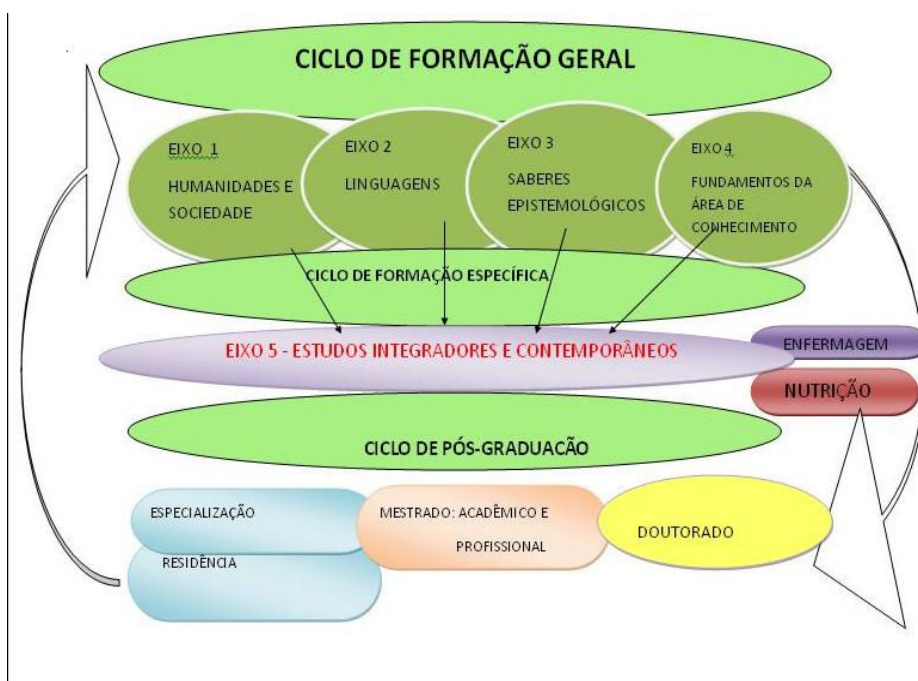 CICLO DE FORMAÇÃO GERAL
EIXO 1
HUMANIDADES E
SOCIEDADE
EIXO 2
LINGUAGENS
EIXO 3
SABERES
EPISTEMOLÓGICOS
EIXO 4
FUNDAMENTOS DA
ÁREA DE
CONHECIMENTO
CICLO DE FORMAÇÃO ESPECÍFICA
EIXO 5 - ESTUDOS INTEGRADORES E CONTEMPORÂNEOS
ENFERMAGEM
NUTRIÇÃO
CICLO DE PÓS-GRADUACÃO
ESPECIALIZAÇÃO
RESIDÊNCIA
MESTRADO: ACADÊMICO E
PROFISSIONAL
DOUTORADO